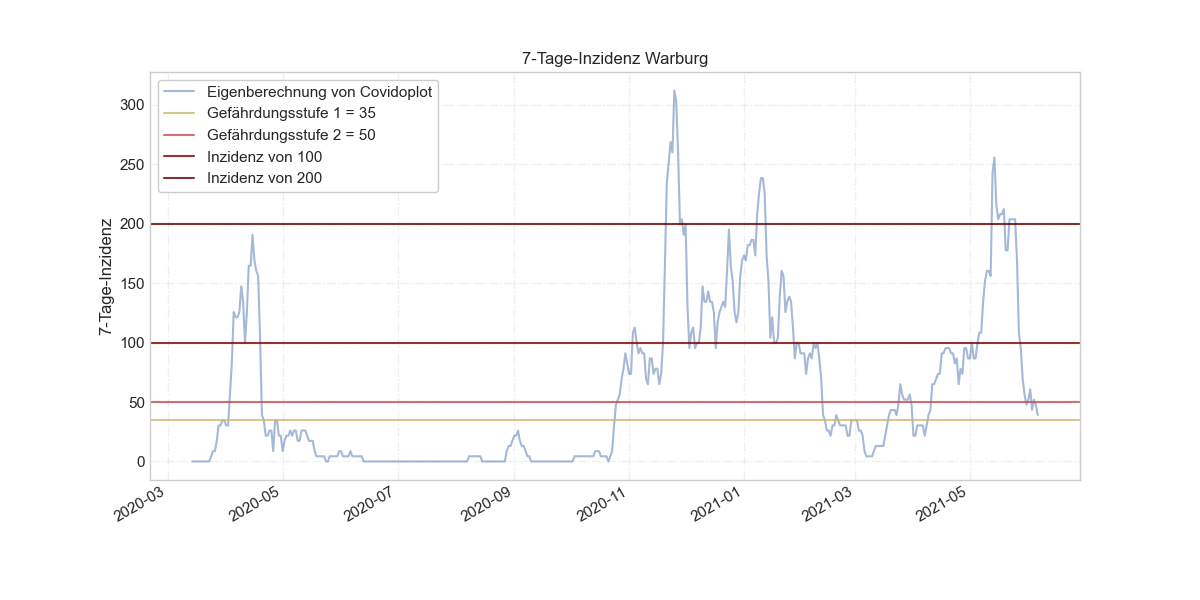 7-Tage-Inzidenz Warburg
Eigenberechnung von Covidoplot
Gefährdungsstufe 1 = 35
Gefährdungsstufe 2 = 50
Inzidenz von 100
Inzidenz von 200
7-Tage-Inzidenz
300
250
200
150
100
50
0
2020-03
2020-05
2020-07
2020-09
2020-11
2021-01
2021-03
2021-05